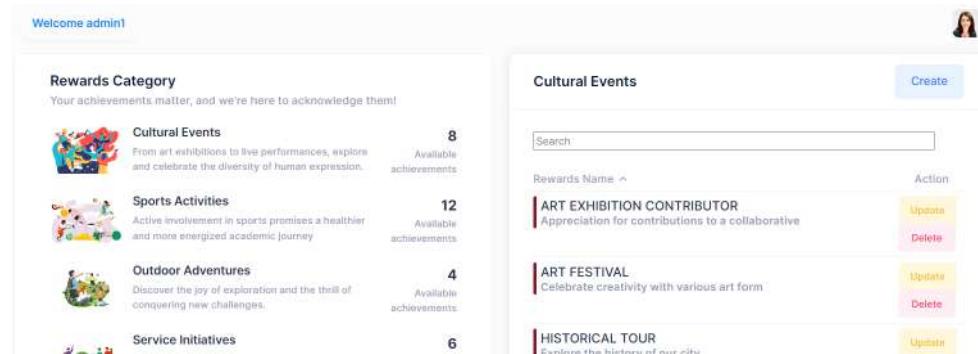 Welcome admin1
Rewards Category
Your achievements matter, and we're here to acknowledge them!
Cultural Events
8
From art exhibitions to live performances, explore
and celebrate the diversity of human expression.
Available
achievements
Sports Activities
12
Active involvement in sports promises a healthier
and more energized academic journey
Available
achievements
Outdoor Adventures
4
Discover the joy of exploration and the thrill of
conquering new challenges.
Available
achievements
Service Initiatives
6
Cultural Events
Create
Search
Rewards Name
Action
ART EXHIBITION CONTRIBUTOR
Appreciation for contributions to a collaborative
Update
Delete
ART FESTIVAL
Celebrate creativity with various art form
Update
Delete
HISTORICAL TOUR
Explore the history of our city
Update